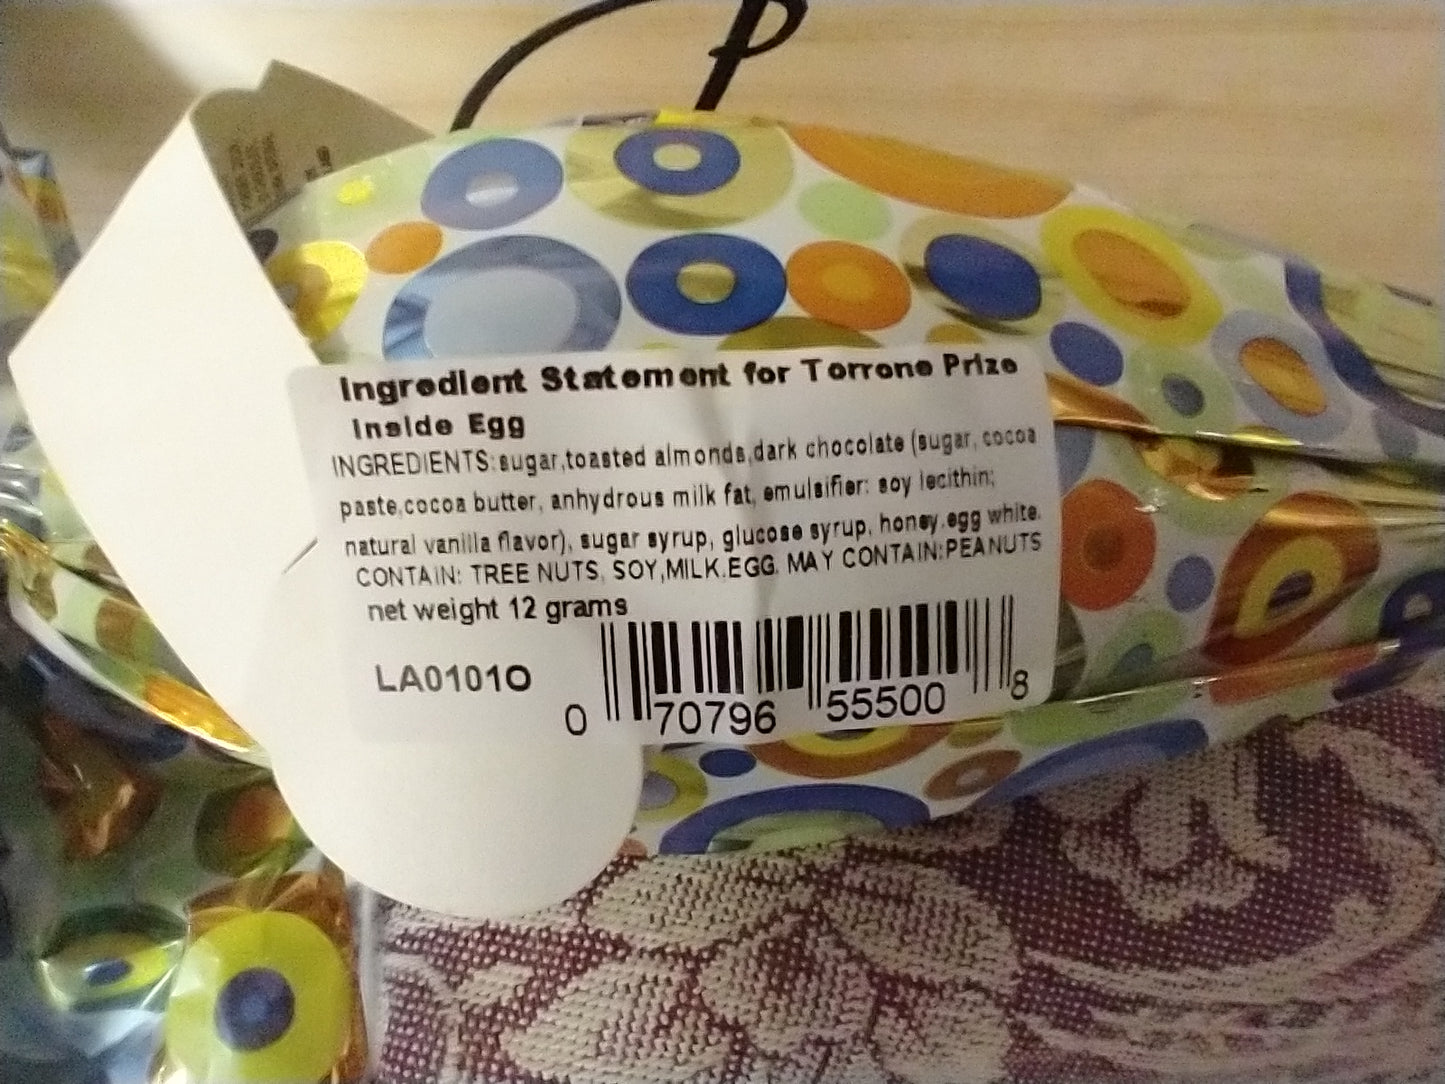 Ingredient Statement for Torrone Prize
Inside Egg
INGREDIENTS:sugar,toasted almonds,dark chocolate (sugar, cocoa
paste,cocoa butter, anhydrous milk fat, emulsifier: soy lecithin;
natural vanilla flavor), sugar syrup, glucose syrup, honey,egg white.
CONTAIN: TREE NUTS, SOY,MILK,EGG. MAY CONTAIN:PEANUTS
net weight 12 grams
LA01010
0 70796 55500 8